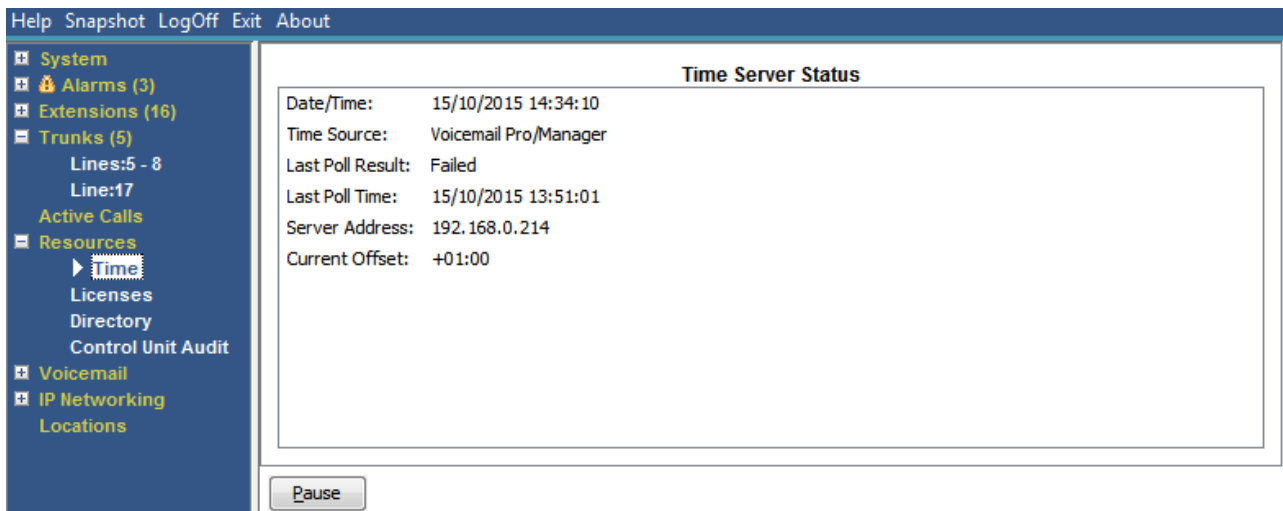 Help Snapshot LogOff Exit About
System
Alarms (3)
Extensions (16)
Trunks (5)
Lines:5 - 8
Line:17
Active Calls
Resources
Time
Licenses
Directory
Control Unit Audit
Voicemail
IP Networking
Locations
Time Server Status
Date/Time: 15/10/2015 14:34:10
Time Source: Voicemail Pro/Manager
Last Poll Result: Failed
Last Poll Time: 15/10/2015 13:51:01
Server Address: 192.168.0.214
Current Offset: +01:00
Pause